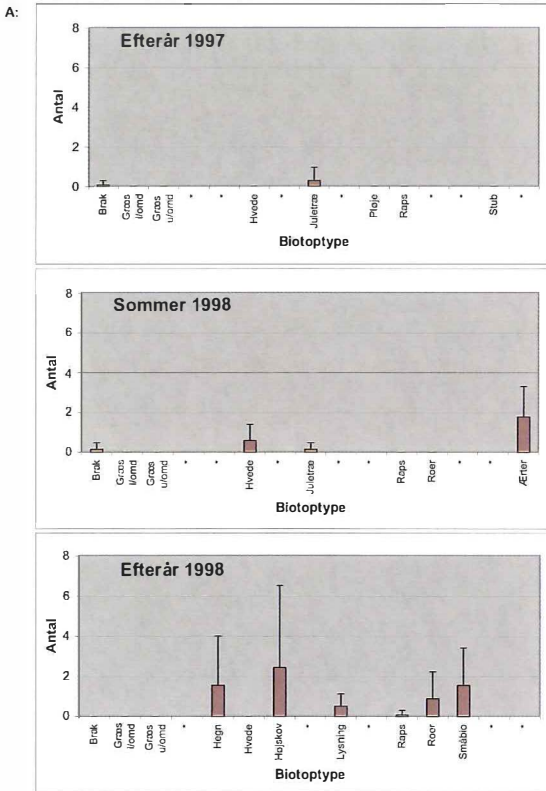 A:
Efterår 1997
8
6
4
2
0
Antal
Brak
Græs i/omd
Græs u/omd
*
*
Hvede
*
Juletræ
*
Pløje
Raps
*
*
Stub
*
Biotoptype
Sommer 1998
8
6
4
2
0
Antal
Brak
Græs i/omd
Græs u/omd
*
*
Hvede
*
Juletræ
*
*
Raps
Roer
*
*
Ærter
Biotoptype
Efterår 1998
8
6
4
2
0
Antal
Brak
Græs i/omd
Græs u/omd
*
Hegn
Hvede
Højskov
*
Lysning
*
Raps
Roer
Småbio
*
*
Biotoptype